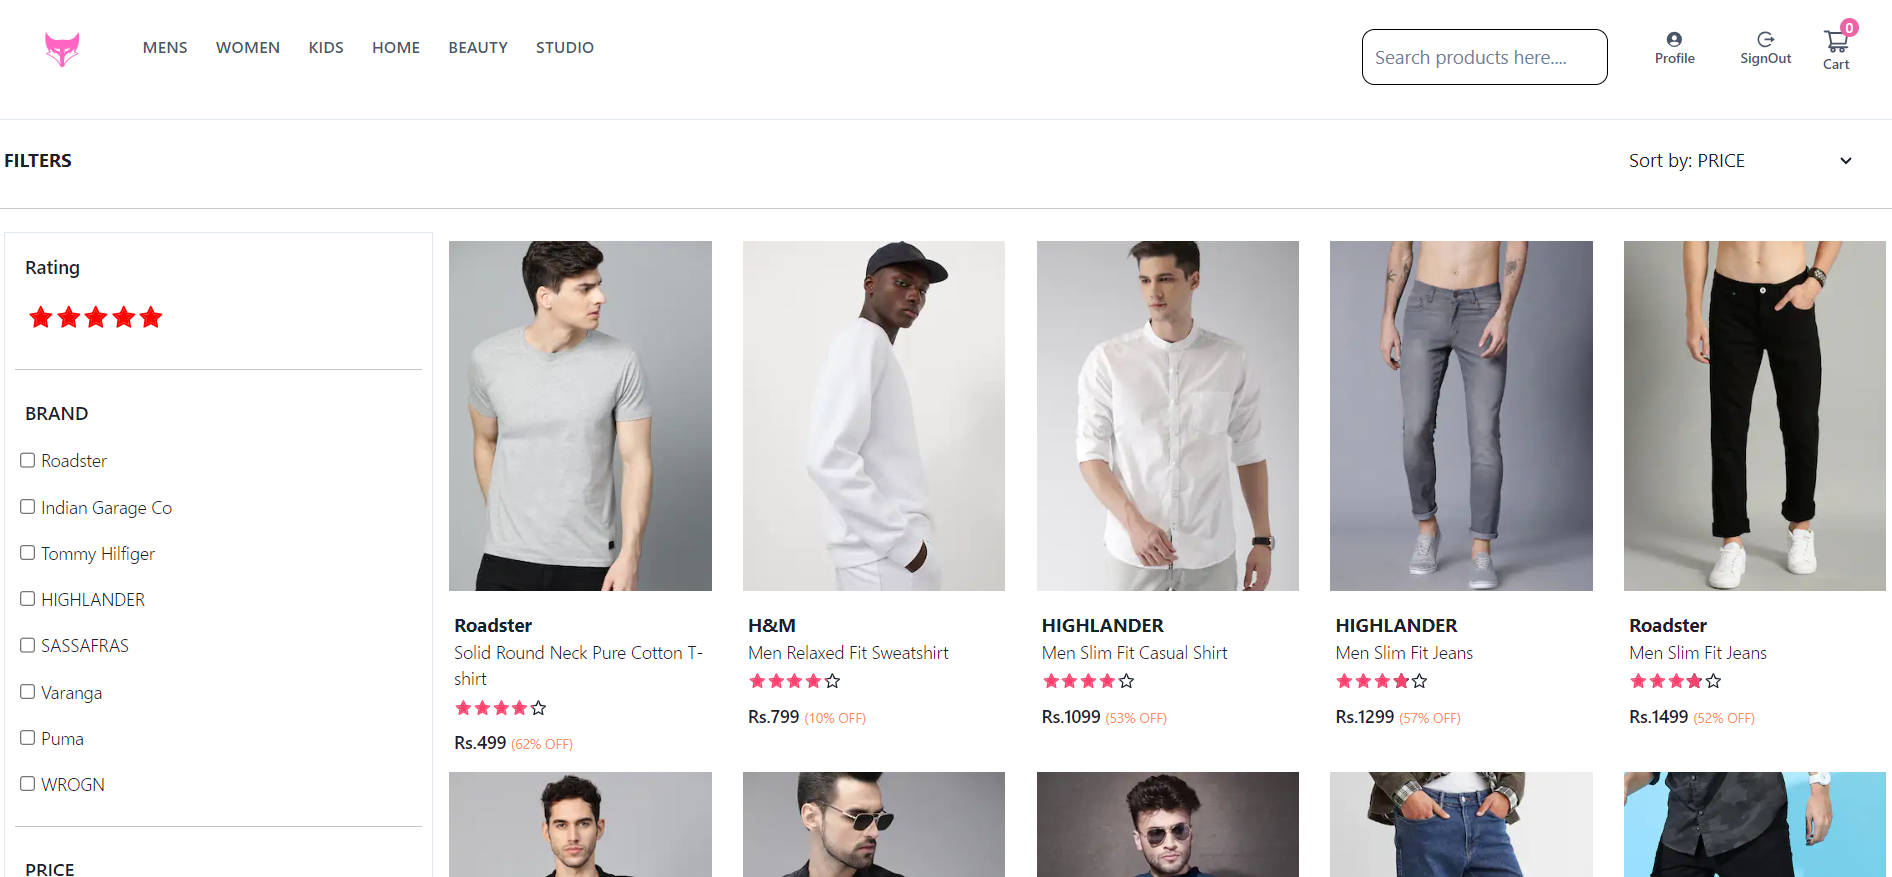 MENS WOMEN KIDS HOME BEAUTY STUDIO
Search products here....
Profile
SignOut
0
Cart
FILTERS
Sort by: PRICE
Rating
BRAND
Roadster
Indian Garage Co
Tommy Hilfiger
HIGHLANDER
SASSAFRAS
Varanga
Puma
WROGN
PRICE
Roadster
Solid Round Neck Pure Cotton T-
shirt
Rs.499 (62% OFF)
H&M
Men Relaxed Fit Sweatshirt
Rs.799 (10% OFF)
HIGHLANDER
Men Slim Fit Casual Shirt
Rs.1099 (53% OFF)
HIGHLANDER
Men Slim Fit Jeans
Rs.1299 (57% OFF)
Roadster
Men Slim Fit Jeans
Rs.1499 (52% OFF)